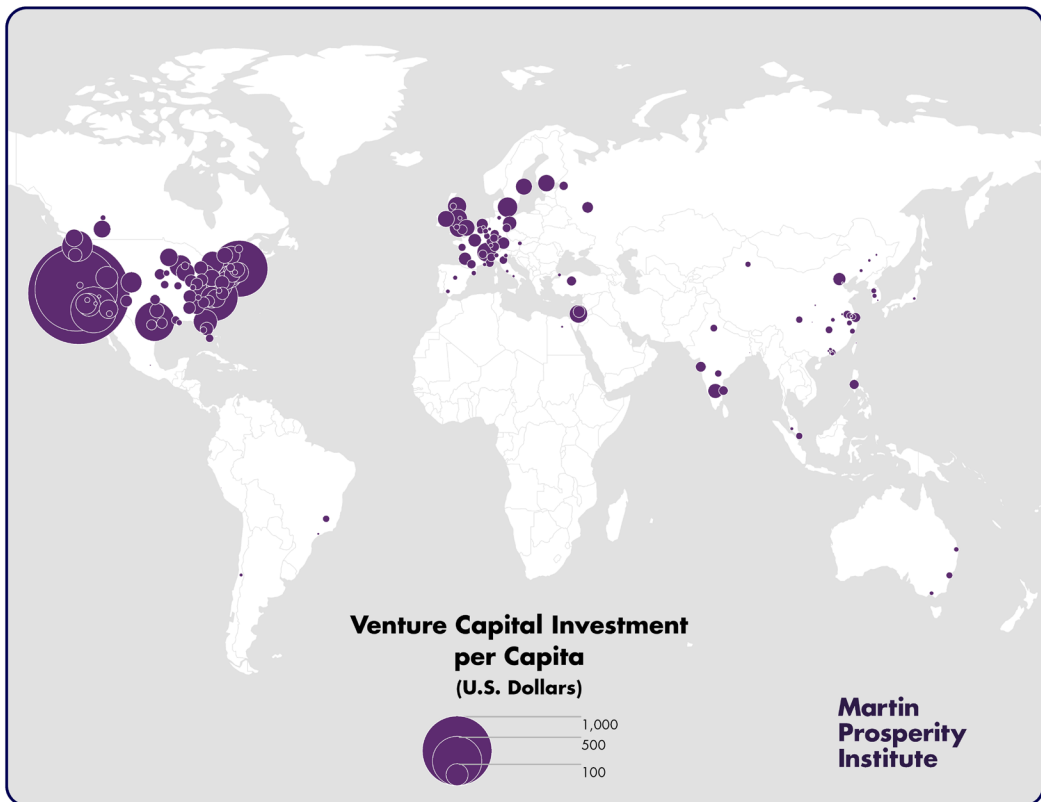 Venture Capital Investment
per Capita
(U.S. Dollars)
1,000
500
100
Martin
Prosperity
Institute